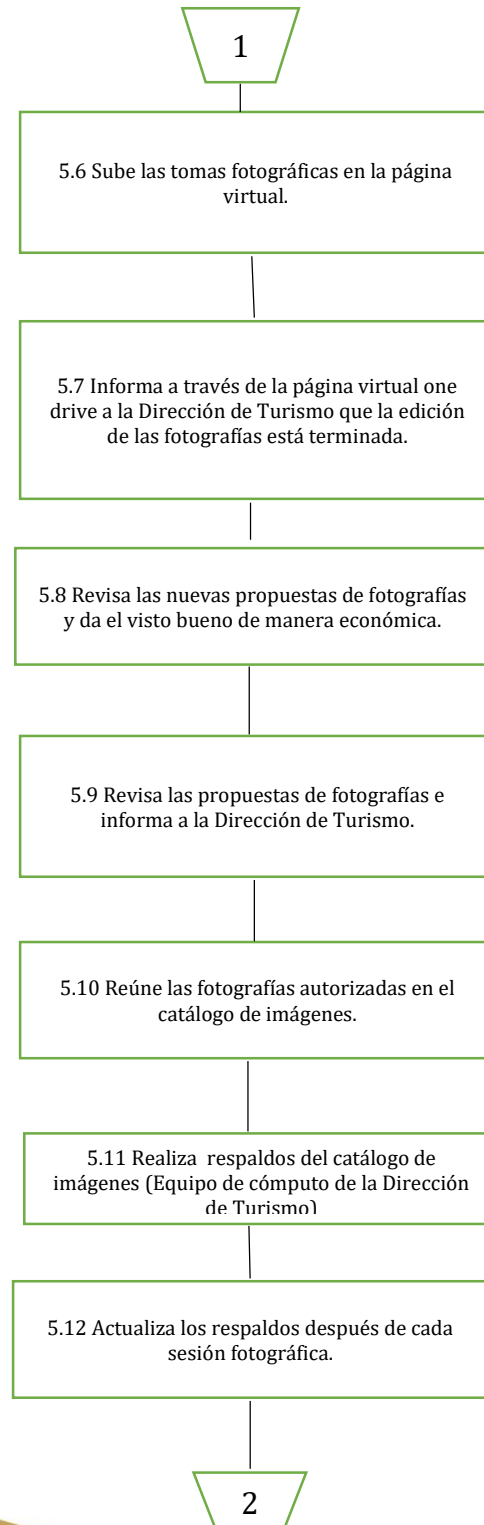 1
5.6 Sube las tomas fotográficas en la página
virtual.
5.7 Informa a través de la página virtual one
drive a la Dirección de Turismo que la edición
de las fotografías está terminada.
5.8 Revisa las nuevas propuestas de fotografías
y da el visto bueno de manera económica.
5.9 Revisa las propuestas de fotografías e
informa a la Dirección de Turismo.
5.10 Reúne las fotografías autorizadas en el
catálogo de imágenes.
5.11 Realiza  respaldos del catálogo de
imágenes (Equipo de cómputo de la Dirección
de Turismo)
5.12 Actualiza los respaldos después de cada
sesión fotográfica.
2